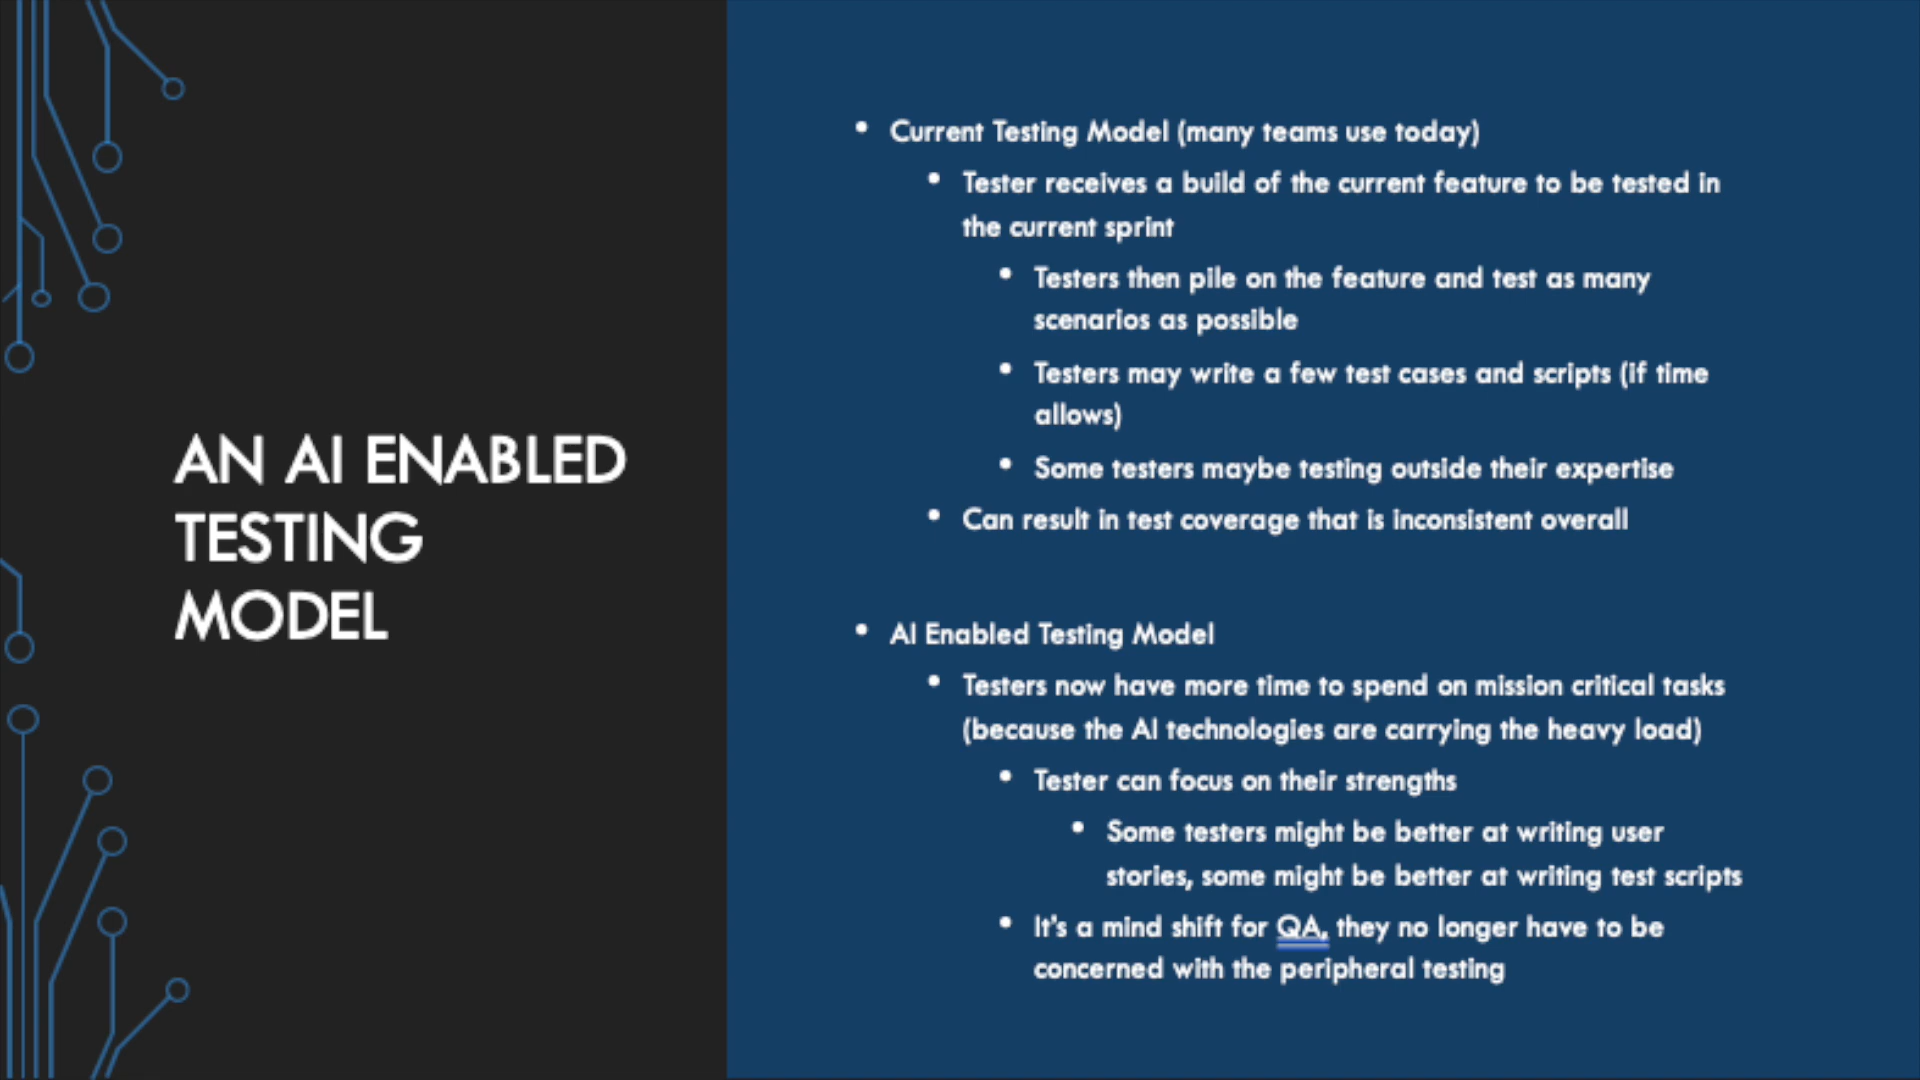 AN AI ENABLED
TESTING
MODEL
• Current Testing Model (many teams use today)
• Tester receives a build of the current feature to be tested in
the current sprint
• Testers then pile on the feature and test as many
scenarios as possible
• Testers may write a few test cases and scripts (if time
allows)
• Some testers maybe testing outside their expertise
• Can result in test coverage that is inconsistent overall
• AI Enabled Testing Model
• Testers now have more time to spend on mission critical tasks
(because the AI technologies are carrying the heavy load)
• Tester can focus on their strengths
• Some testers might be better at writing user
stories, some might be better at writing test scripts
• It's a mind shift for QA, they no longer have to be
concerned with the peripheral testing